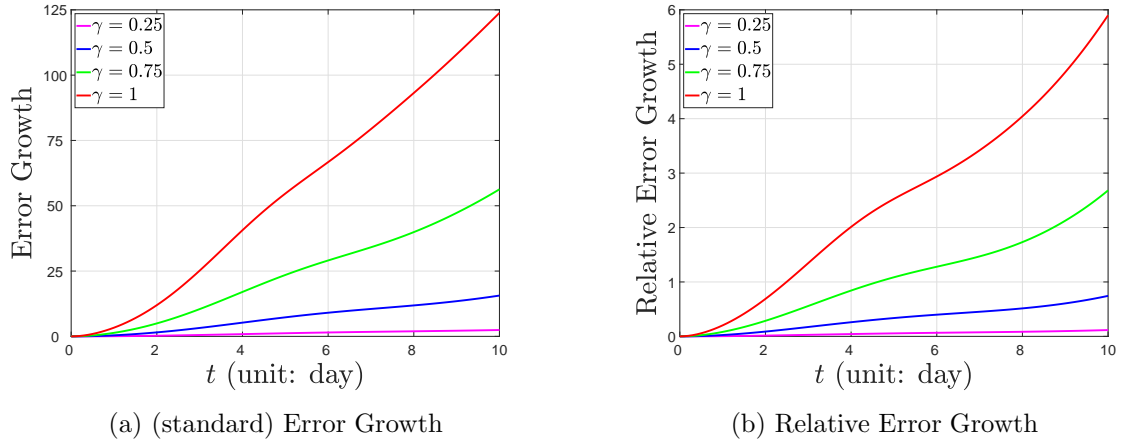 Error Growth
125
100
75
50
25
0
0 2 4 6 8 10
t (unit: day)
γ = 0.25
γ = 0.5
γ = 0.75
γ = 1
(a) (standard) Error Growth
Relative Error Growth
6
5
4
3
2
1
0
0 2 4 6 8 10
t (unit: day)
γ = 0.25
γ = 0.5
γ = 0.75
γ = 1
(b) Relative Error Growth